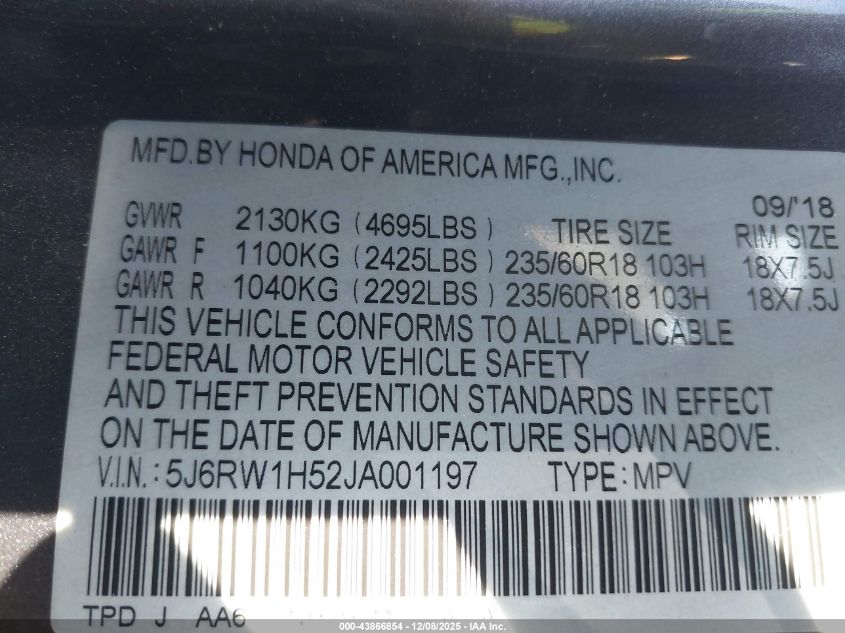 MFD.BY HONDA OF AMERICA MFG.,INC.
09/'18
GVWR 2130KG (4695LBS) TIRE SIZE RIM SIZE
GAWR F 1100KG (2425LBS) 235/60R18 103H 18X7.5J
GAWR R 1040KG (2292LBS) 235/60R18 103H 18X7.5J
THIS VEHICLE CONFORMS TO ALL APPLICABLE
FEDERAL MOTOR VEHICLE SAFETY
AND THEFT PREVENTION STANDARDS IN EFFECT
ON THE DATE OF MANUFACTURE SHOWN ABOVE.
V.I.N.: 5J6RW1H52JA001197 TYPE: MPV
TPD J AA6
000-43866854 - 12/08/2025 - IAA Inc.